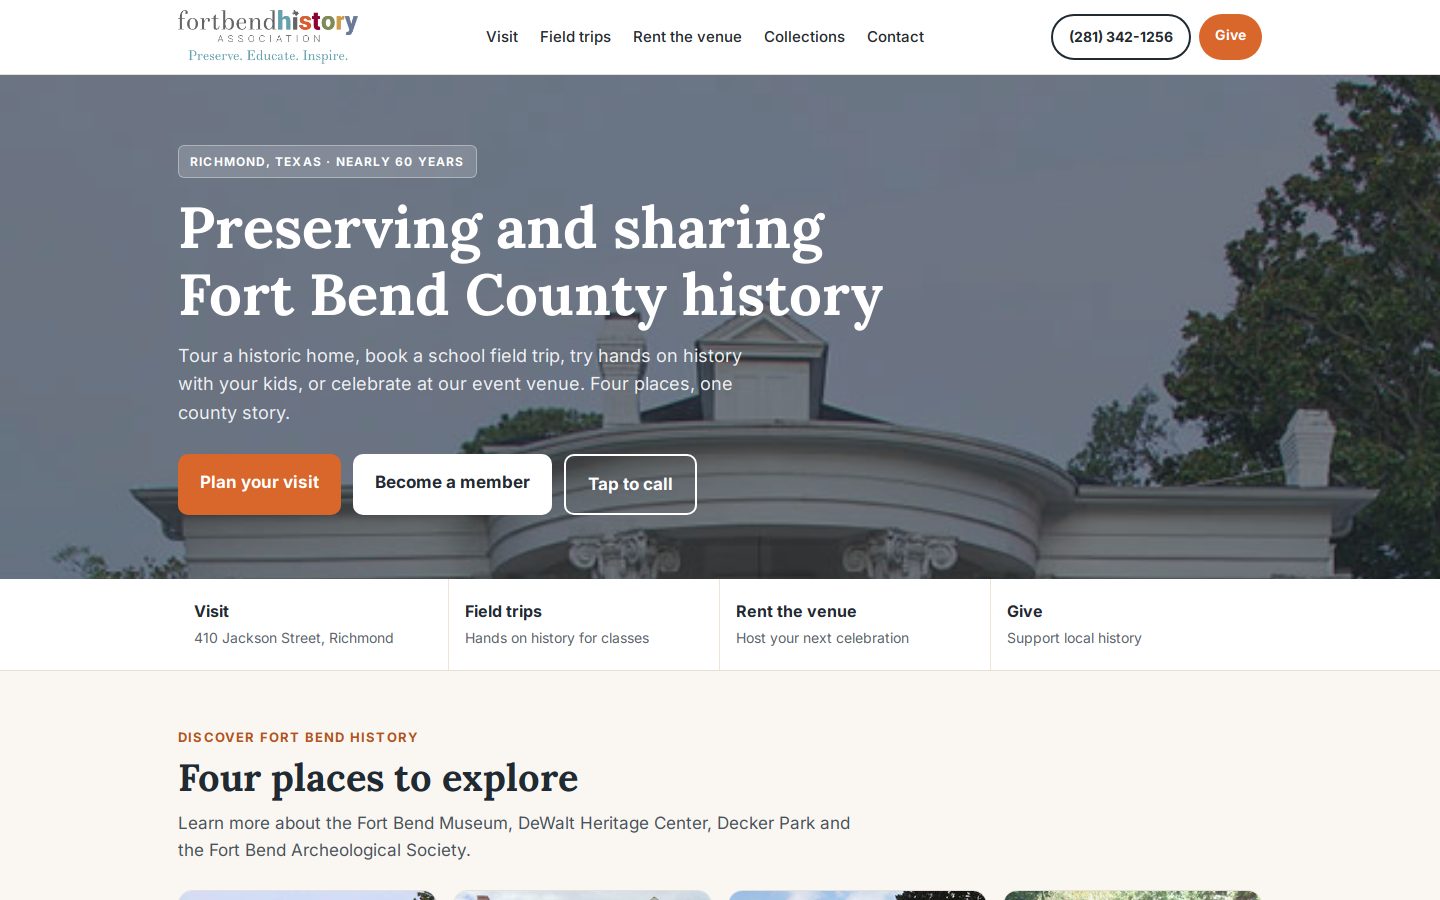 fortbendhistory
ASSOCIATION
Preserve. Educate. Inspire.
Visit Field trips Rent the venue Collections Contact
(281) 342-1256 Give
RICHMOND, TEXAS · NEARLY 60 YEARS
Preserving and sharing
Fort Bend County history
Tour a historic home, book a school field trip, try hands on history
with your kids, or celebrate at our event venue. Four places, one
county story.
Plan your visit Become a member Tap to call
Visit
410 Jackson Street, Richmond
Field trips
Hands on history for classes
Rent the venue
Host your next celebration
Give
Support local history
DISCOVER FORT BEND HISTORY
Four places to explore
Learn more about the Fort Bend Museum, DeWalt Heritage Center, Decker Park and
the Fort Bend Archeological Society.